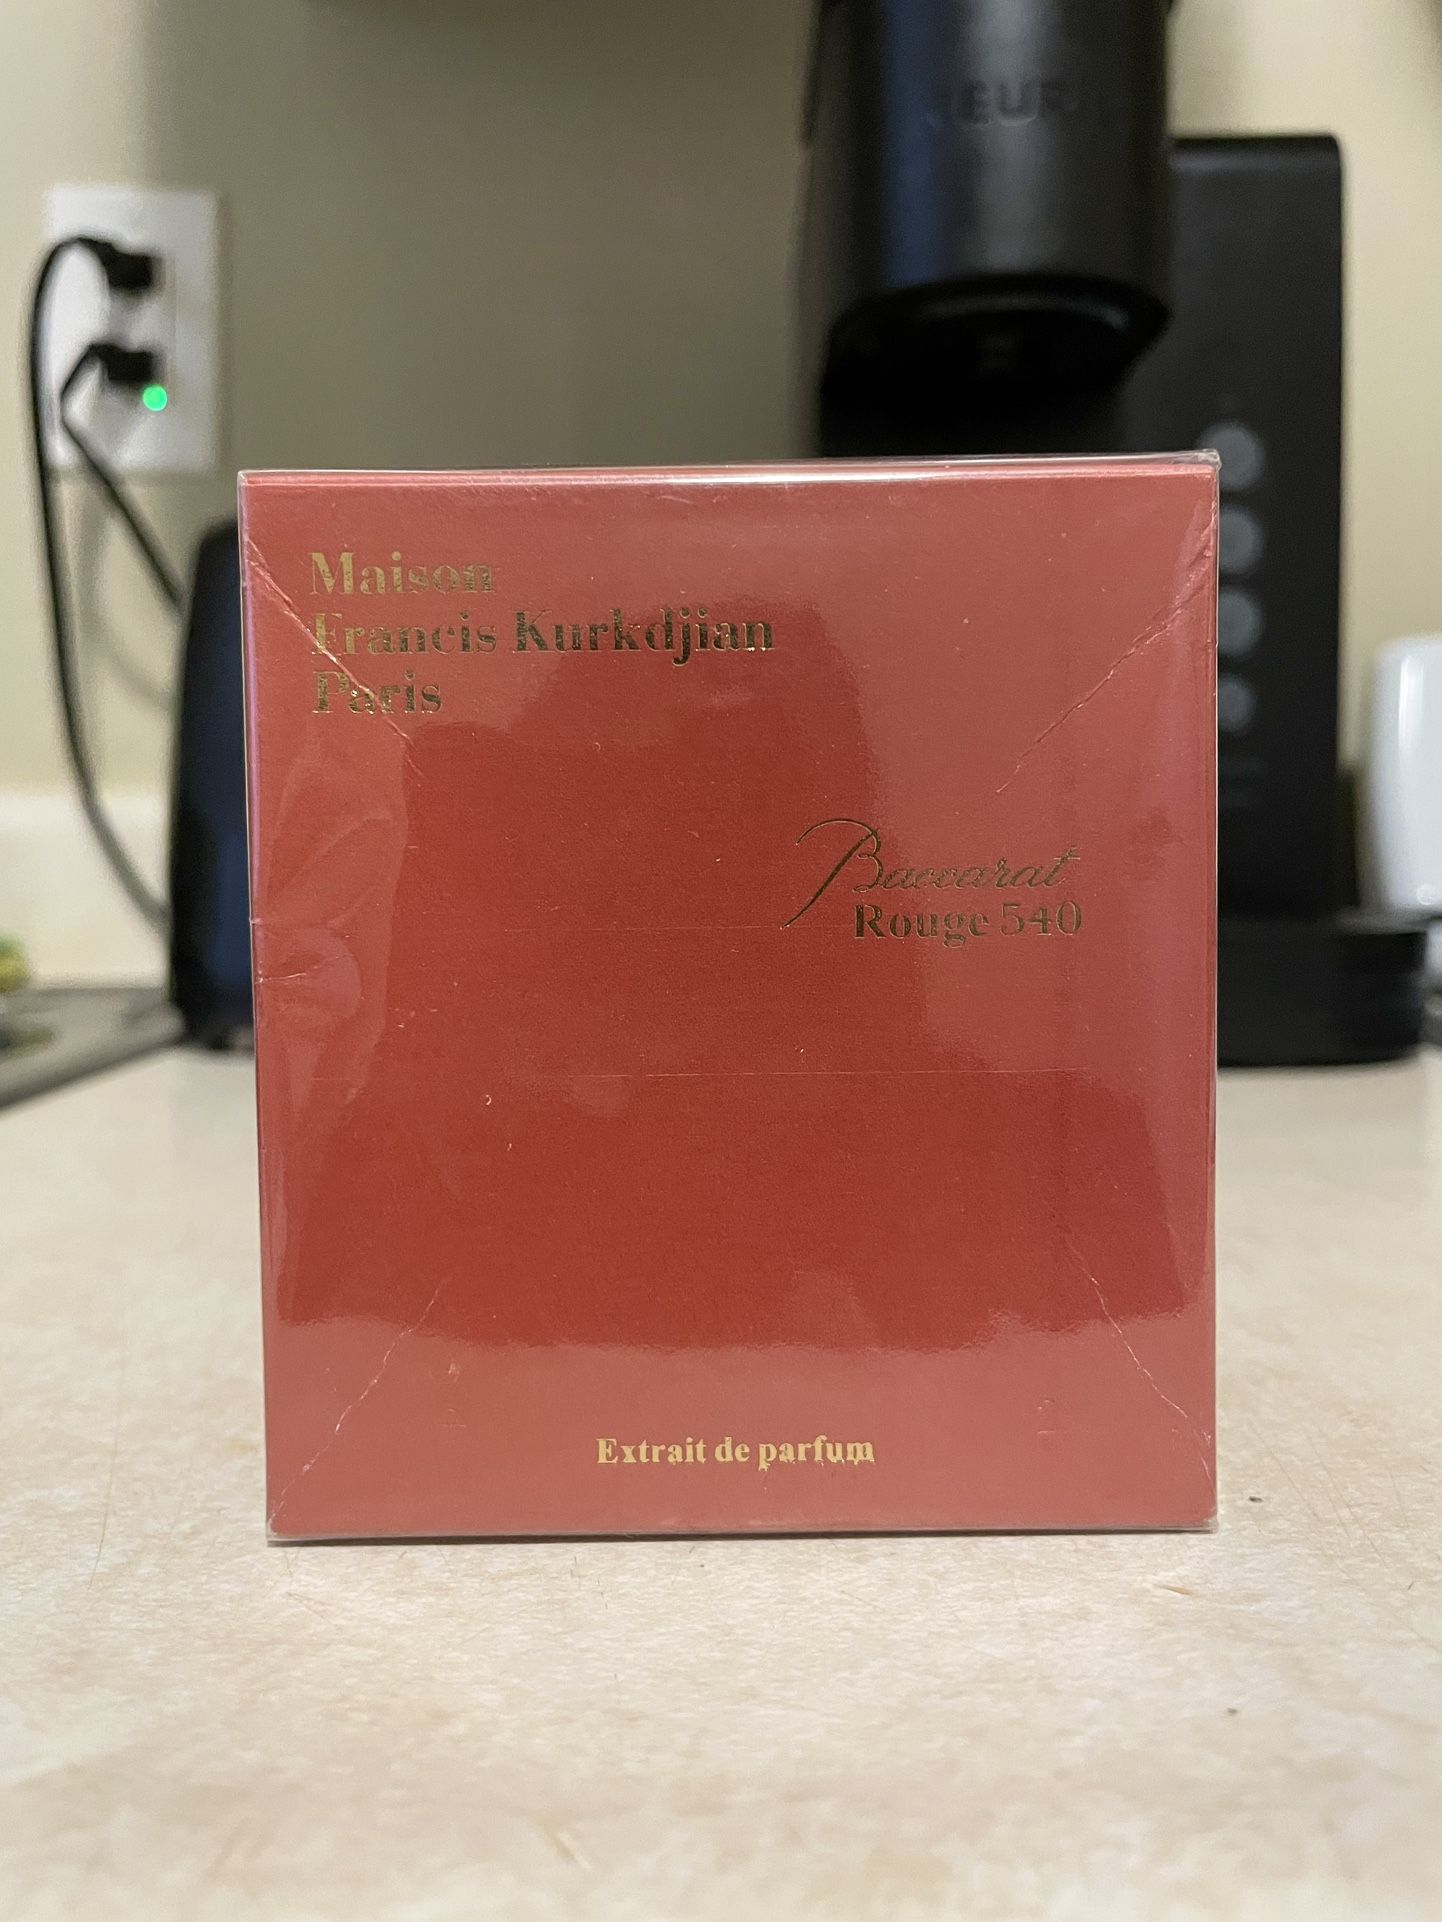 Maison
Francis Kurkdjian
Paris
Baccarat
Rouge 540
Extrait de parfum